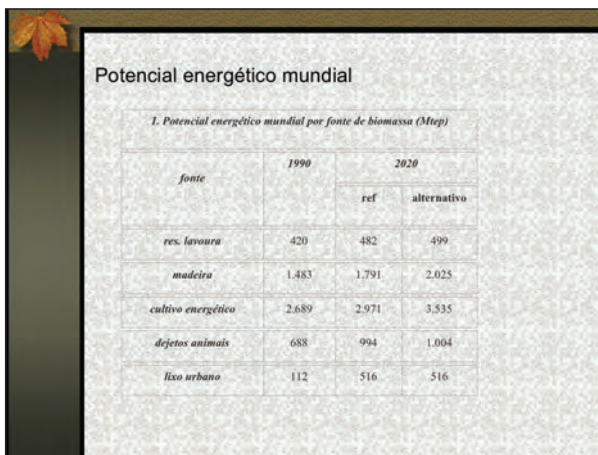 Potencial energético mundial
1. Potencial energético mundial por fonte de biomassa (Mtep)
fonte 1990 2020
ref alternativo
res. lavoura 420 482 499
madeira 1.483 1.791 2.025
cultivo energético 2.689 2.971 3.535
dejetos animais 688 994 1.004
lixo urbano 112 516 516